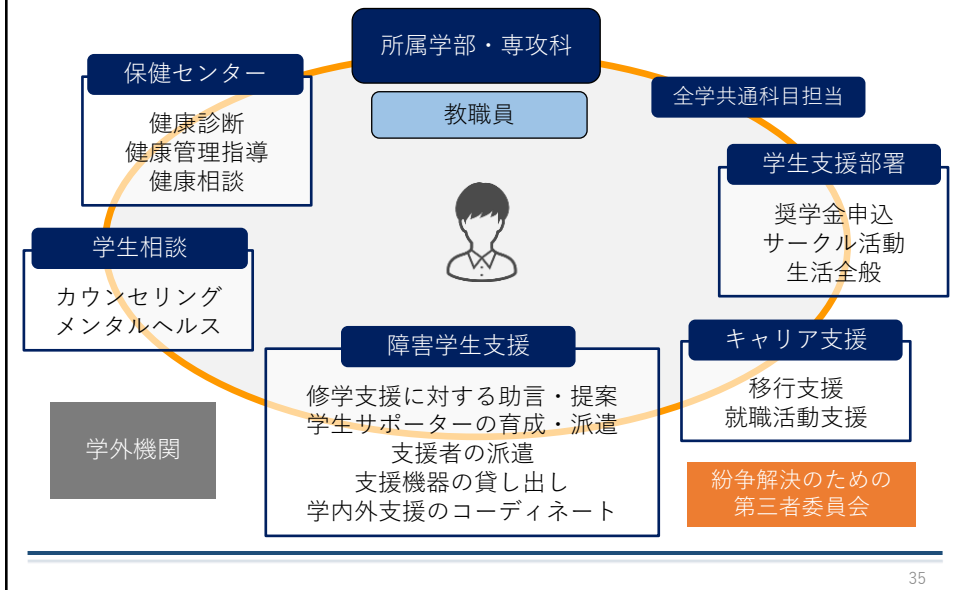 所属学部・専攻科
教職員
保健センター
健康診断
健康管理指導
健康相談
全学共通科目担当
学生支援部署
奨学金申込
サークル活動
生活全般
学生相談
カウンセリング
メンタルヘルス
障害学生支援
修学支援に対する助言・提案
学生サポーターの育成・派遣
支援者の派遣
支援機器の貸し出し
学内外支援のコーディネート
キャリア支援
移行支援
就職活動支援
学外機関
紛争解決のための
第三者委員会
35